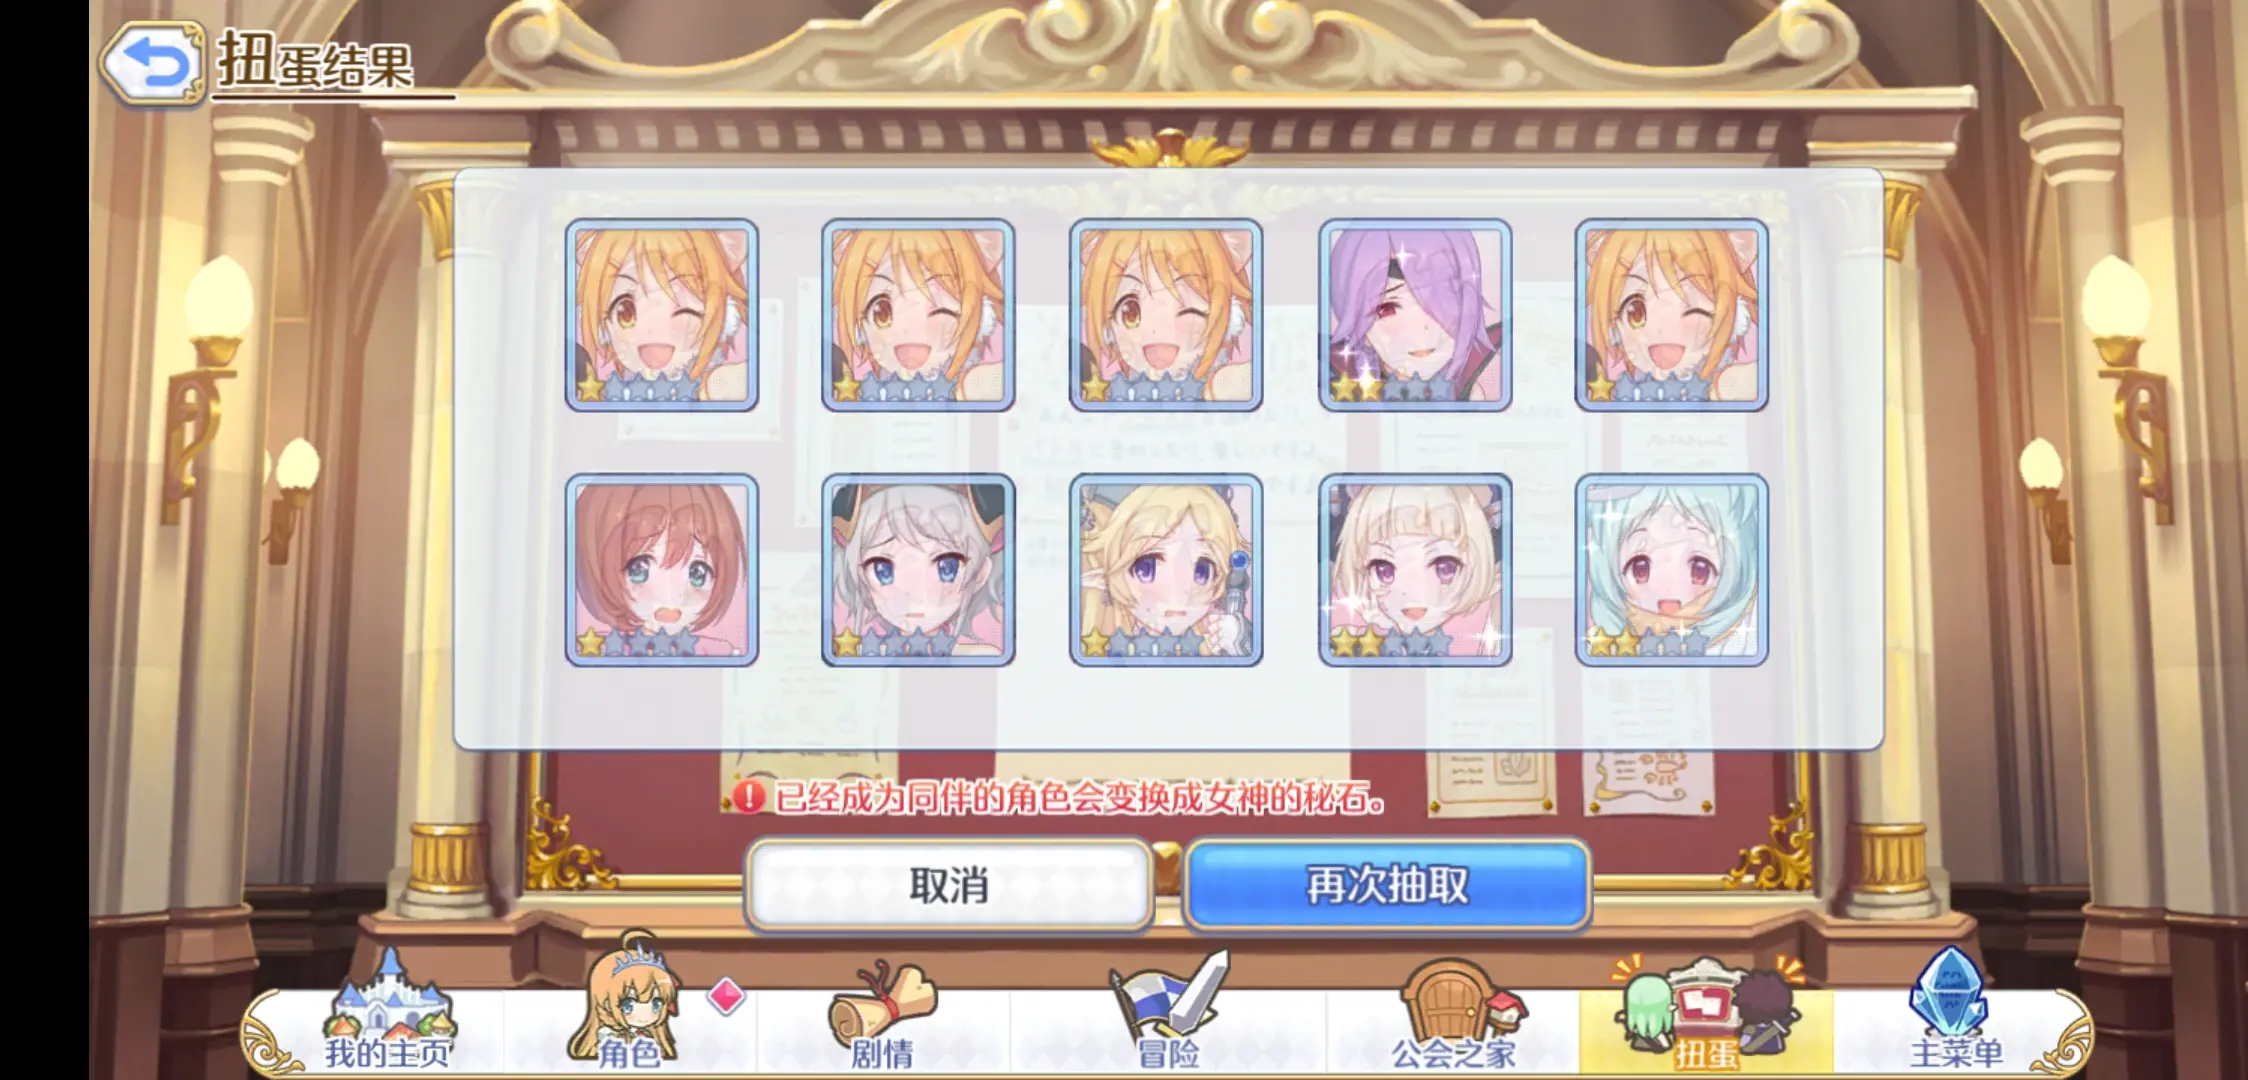 扭蛋结果
已经成为同伴的角色会变换成女神的秘石。
取消
再次抽取
我的主页
角色
剧情
冒险
公会之家
扭蛋
主菜单